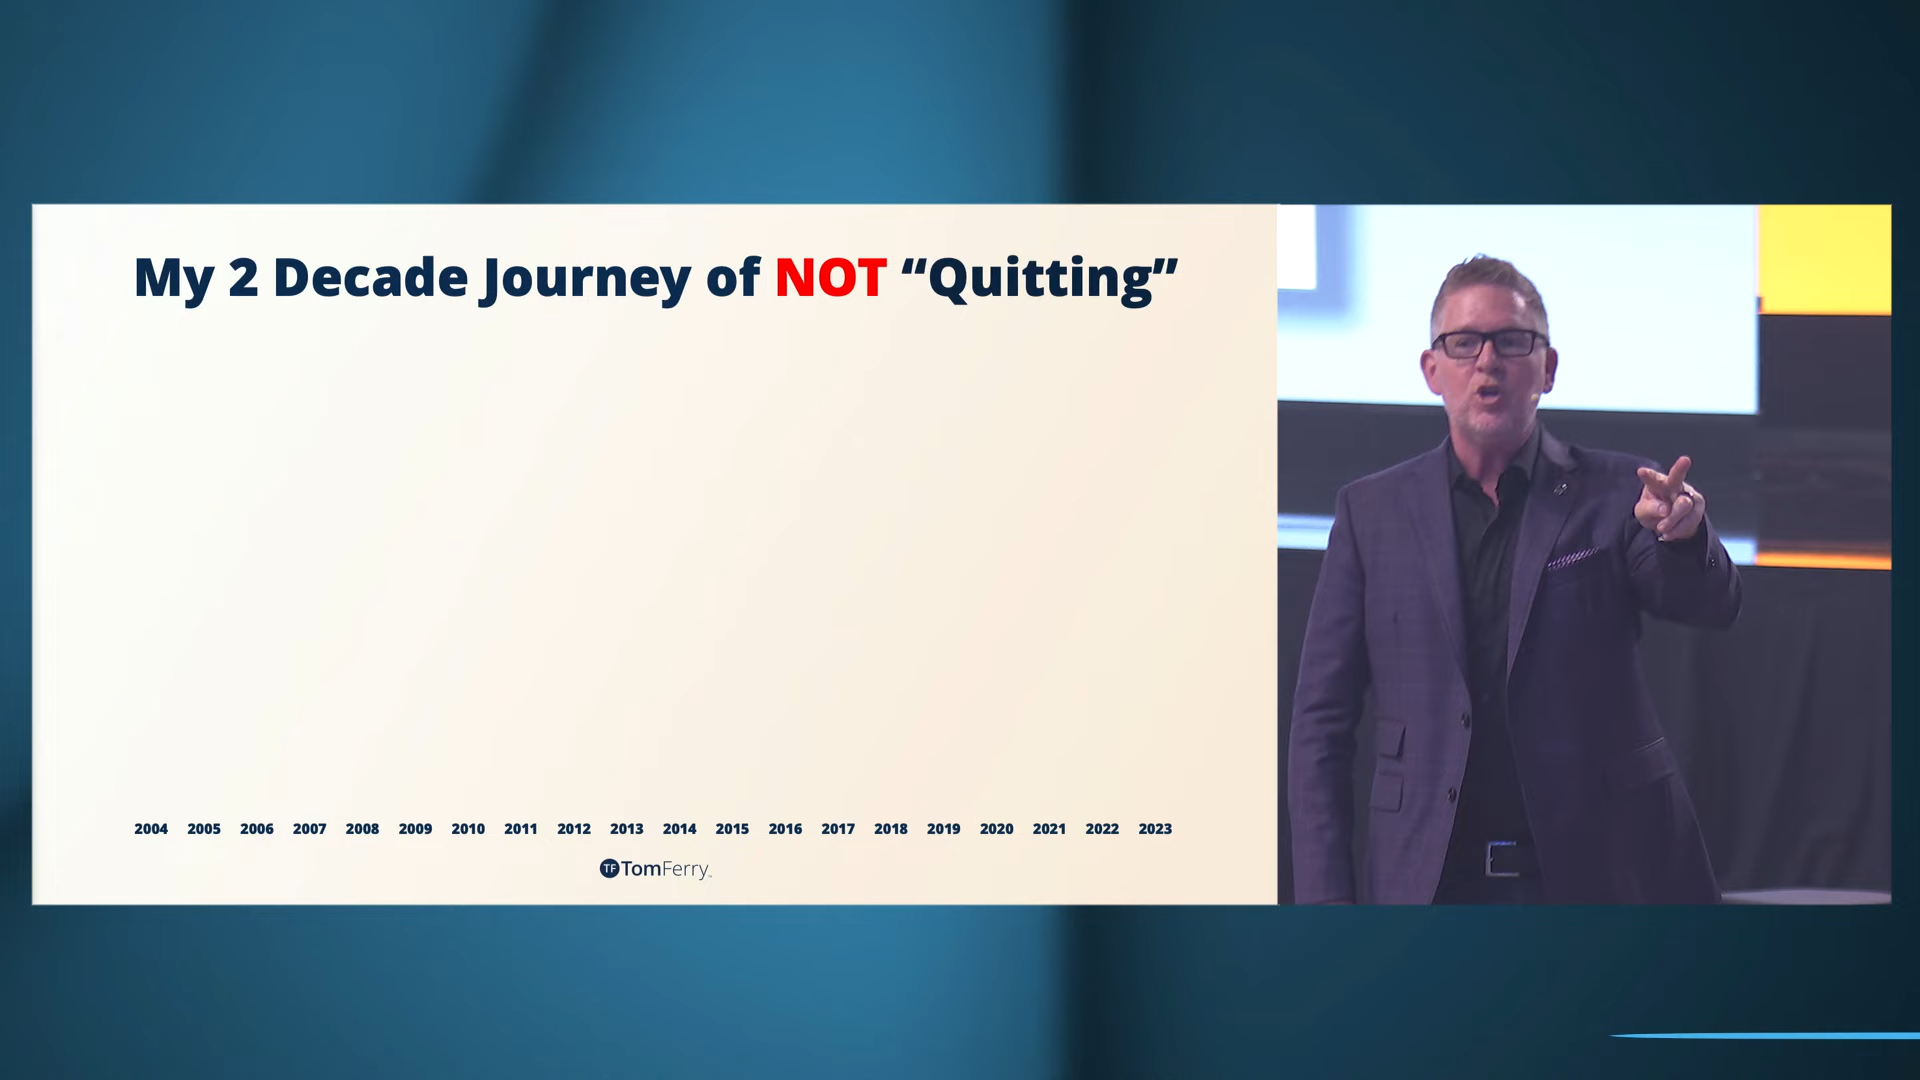 My 2 Decade Journey of NOT “Quitting”
2004 2005 2006 2007 2008 2009 2010 2011 2012 2013 2014 2015 2016 2017 2018 2019 2020 2021 2022 2023
TF TomFerry